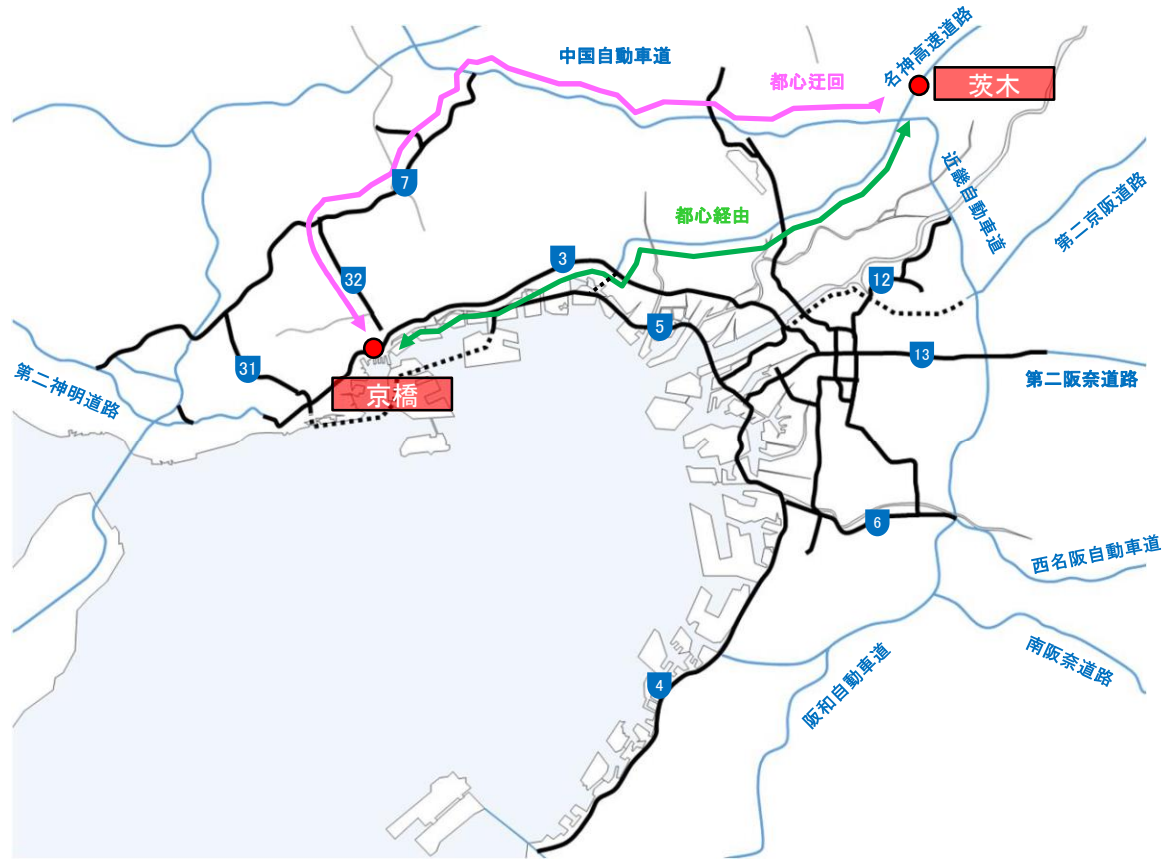 中国自動車道
名神高速道路
都心迂回
茨木
近畿自動車道
第二京阪道路
7
都心経由
3
32
12
5
13
31
第二神明道路
京橋
第二阪奈道路
6
西名阪自動車道
南阪奈道路
阪和自動車道
4